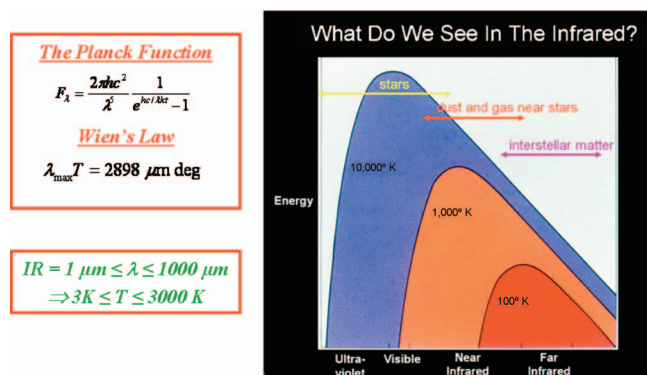 The Planck Function
F_λ = 2πhc² / λ⁵ 1 / e^(hc/λkt) − 1
Wien's Law
λ_max T = 2898 μm deg
IR = 1 μm ≤ λ ≤ 1000 μm
⇒ 3K ≤ T ≤ 3000 K
What Do We See In The Infrared?
stars
dust and gas near stars
interstellar matter
10,000° K
1,000° K
100° K
Energy
Ultra-
violet
Visible
Near
Infrared
Far
Infrared